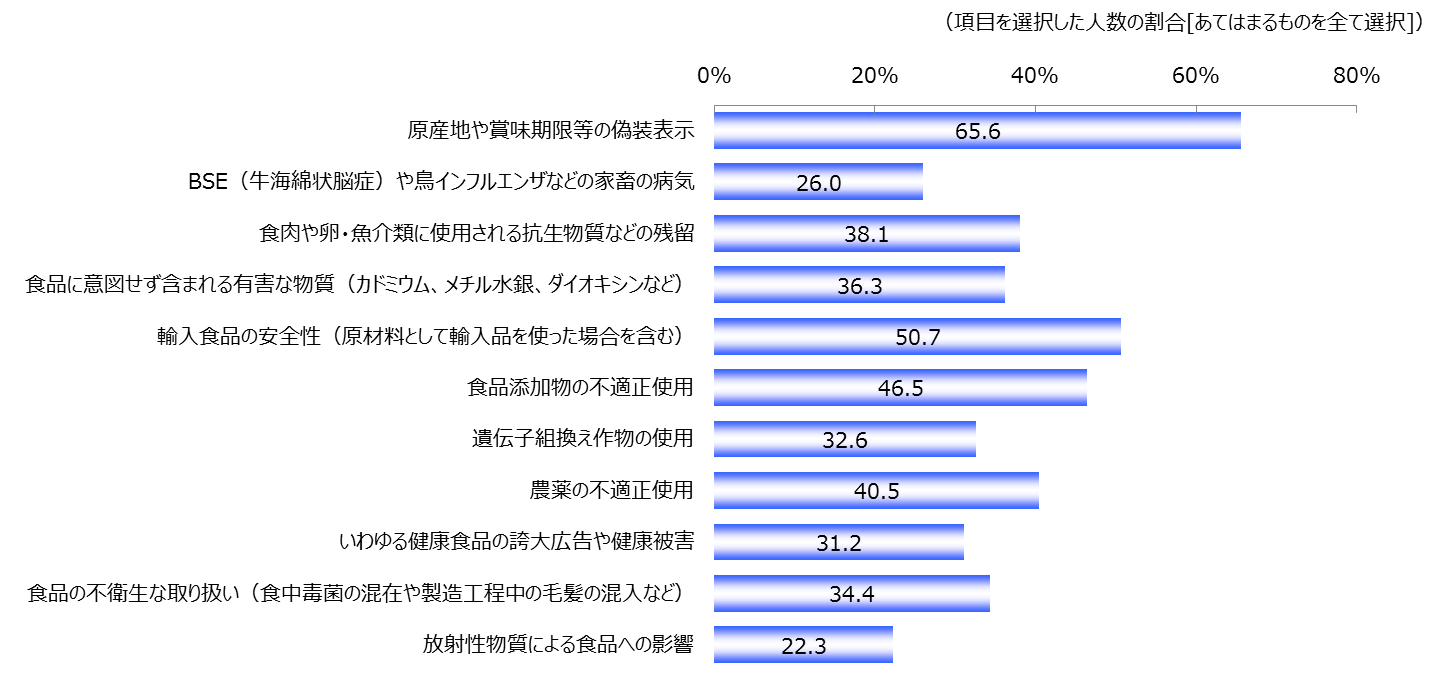 （項目を選択した人数の割合[あてはまるものを全て選択]）
0% 20% 40% 60% 80%
原産地や賞味期限等の偽装表示 65.6
BSE（牛海綿状脳症）や鳥インフルエンザなどの家畜の病気 26.0
食肉や卵・魚介類に使用される抗生物質などの残留 38.1
食品に意図せず含まれる有害な物質（カドミウム、メチル水銀、ダイオキシンなど） 36.3
輸入食品の安全性（原材料として輸入品を使った場合を含む） 50.7
食品添加物の不適正使用 46.5
遺伝子組換え作物の使用 32.6
農薬の不適正使用 40.5
いわゆる健康食品の誇大広告や健康被害 31.2
食品の不衛生な取り扱い（食中毒菌の混在や製造工程中の毛髪の混入など） 34.4
放射性物質による食品への影響 22.3